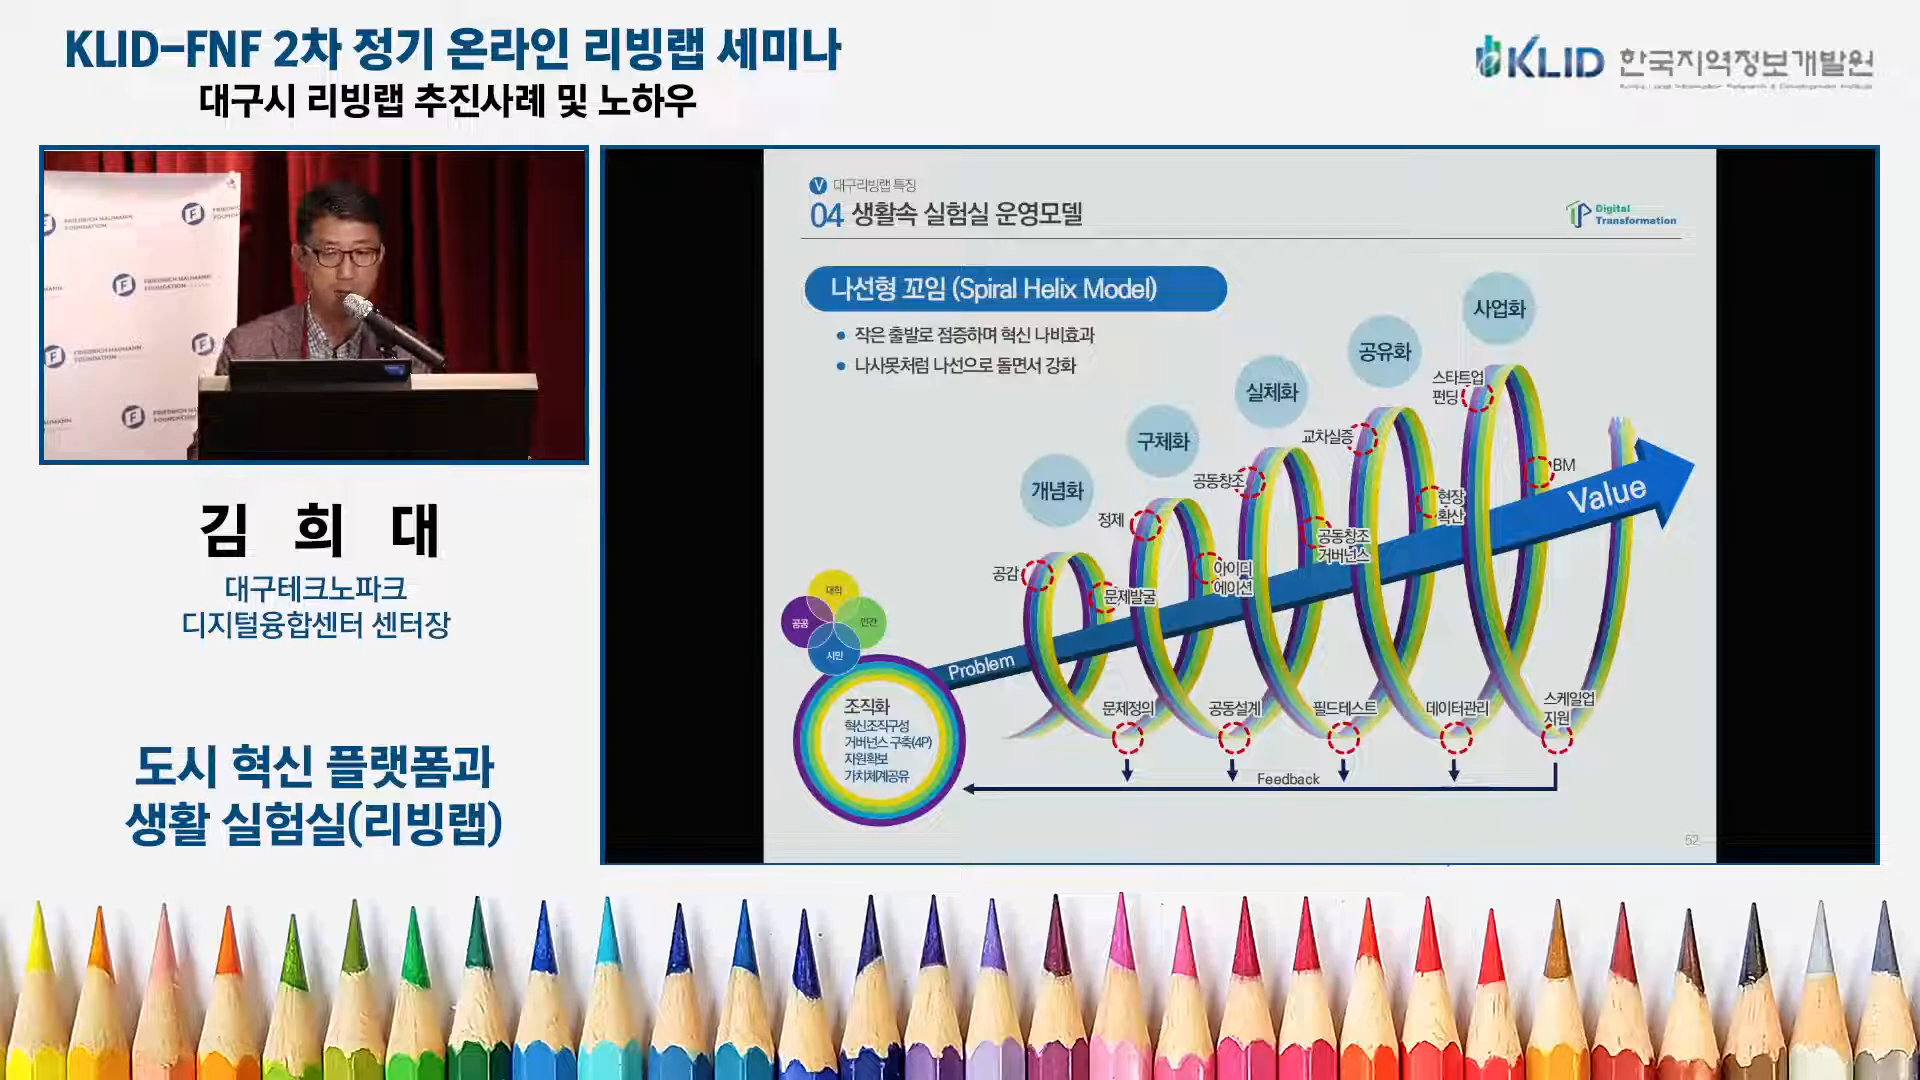 KLID-FNF 2차 정기 온라인 리빙랩 세미나
대구시 리빙랩 추진사례 및 노하우
KLID 한국지역정보개발원
FRIEDRICH NAUMANN
FOUNDATION
FRIEDRICH NAUMANN
FOUNDATION
FRIEDRICH NAUMANN
FOUNDATION
김 희 대
대구테크노파크
디지털융합센터 센터장
도시 혁신 플랫폼과
생활 실험실(리빙랩)
V 대구리빙랩 특징
04 생활속 실험실 운영모델
Digital
Transformation
나선형 꼬임 (Spiral Helix Model)
• 작은 출발로 점증하며 혁신 나비효과
• 나사못처럼 나선으로 돌면서 강화
개념화
구체화
실체화
공유화
사업화
공감
문제발굴
정제
아이디
에이션
공동창조
공동창조
거버넌스
교차실증
현장
확산
스타트업
펀딩
BM
Problem
Value
대학
공공
민간
시민
조직화
혁신조직구성
거버넌스 구축(4P)
자원확보
가치체계공유
문제정의
공동설계
필드테스트
데이터관리
스케일업
지원
Feedback
52